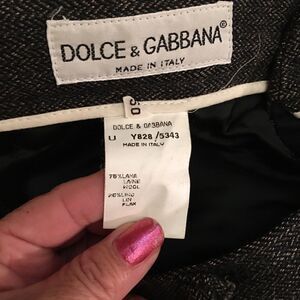 DOLCE & GABBANA®
MADE IN ITALY
50
DOLCE & GABBANA
U Y828 /5343
MADE IN ITALY
75%LANA
LAINE
WOOL
25%LINO
LIN
FLAX